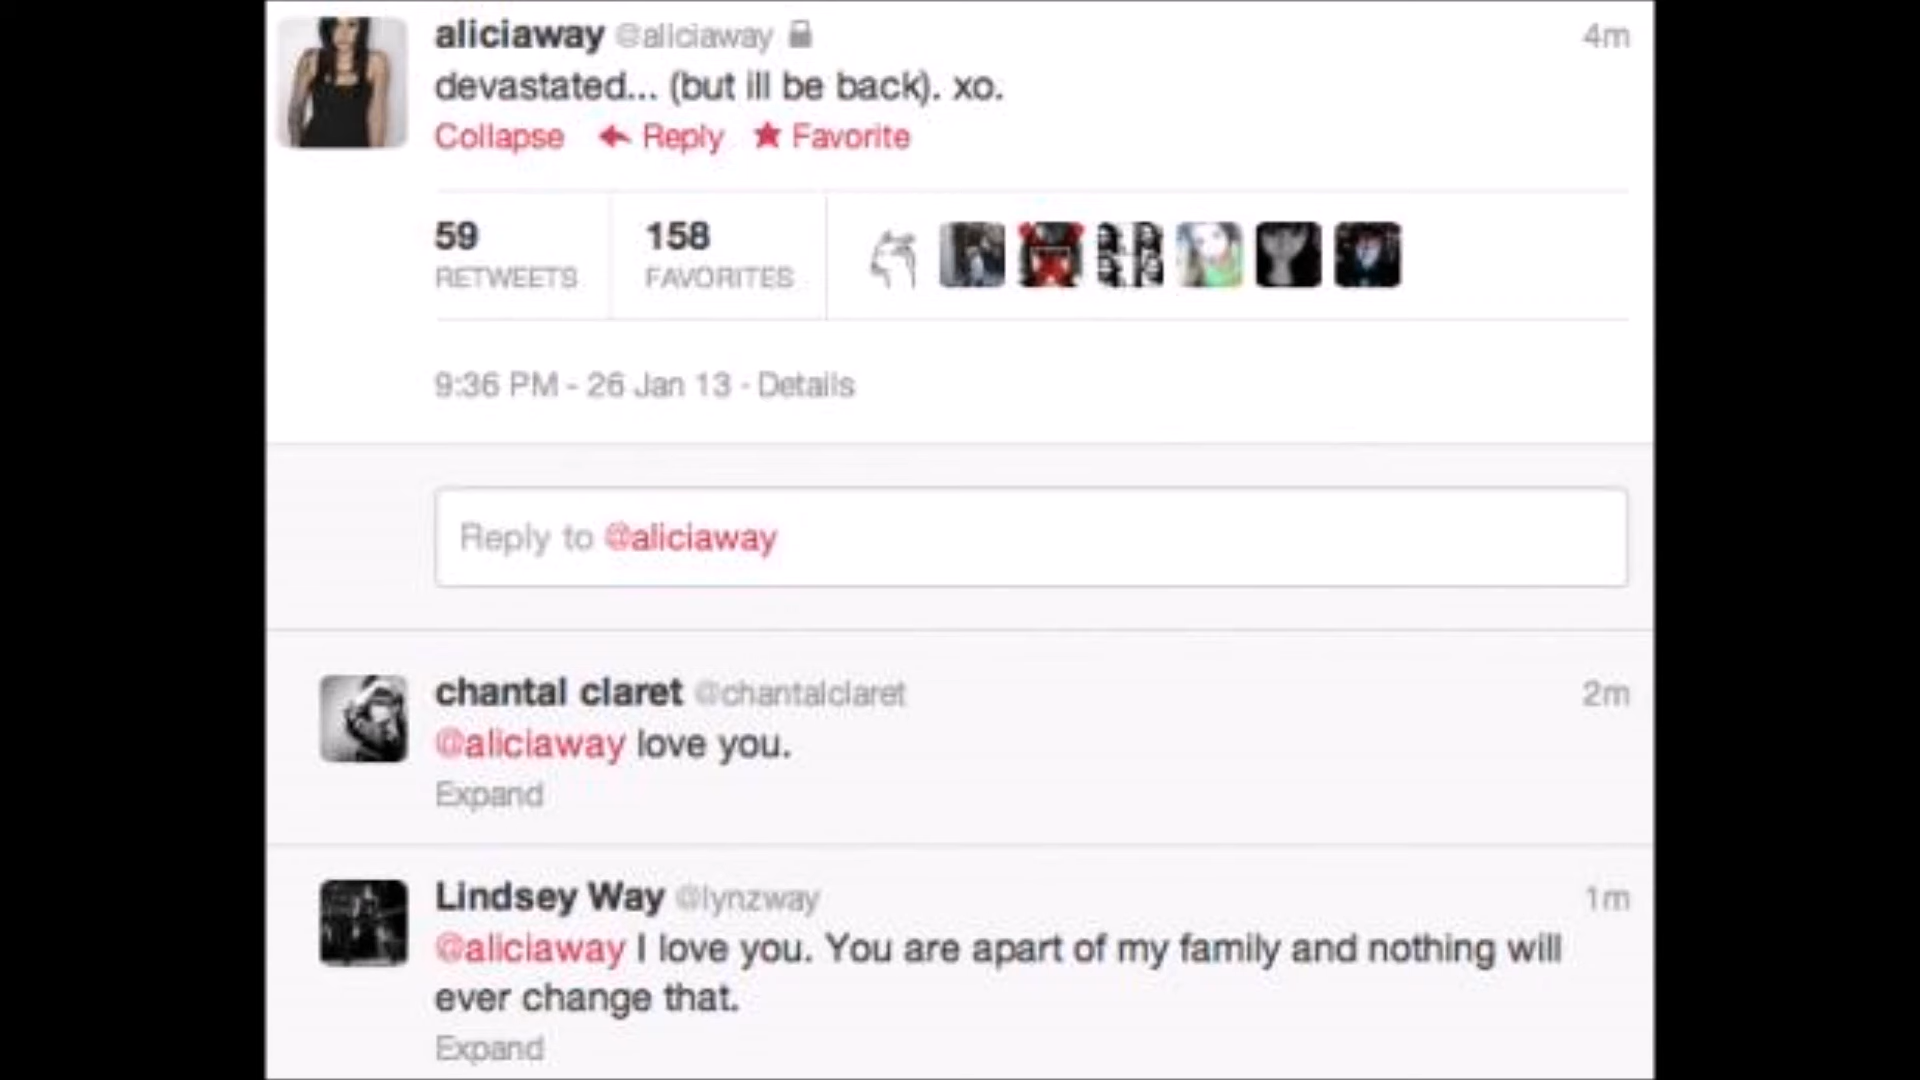 aliciaway @aliciaway 4m
devastated... (but ill be back). xo.
Collapse Reply Favorite
59 158
RETWEETS FAVORITES
9:36 PM - 26 Jan 13 · Details
Reply to @aliciaway
chantal claret @chantalclaret 2m
@aliciaway love you.
Expand
Lindsey Way @lynzway 1m
@aliciaway I love you. You are apart of my family and nothing will
ever change that.
Expand